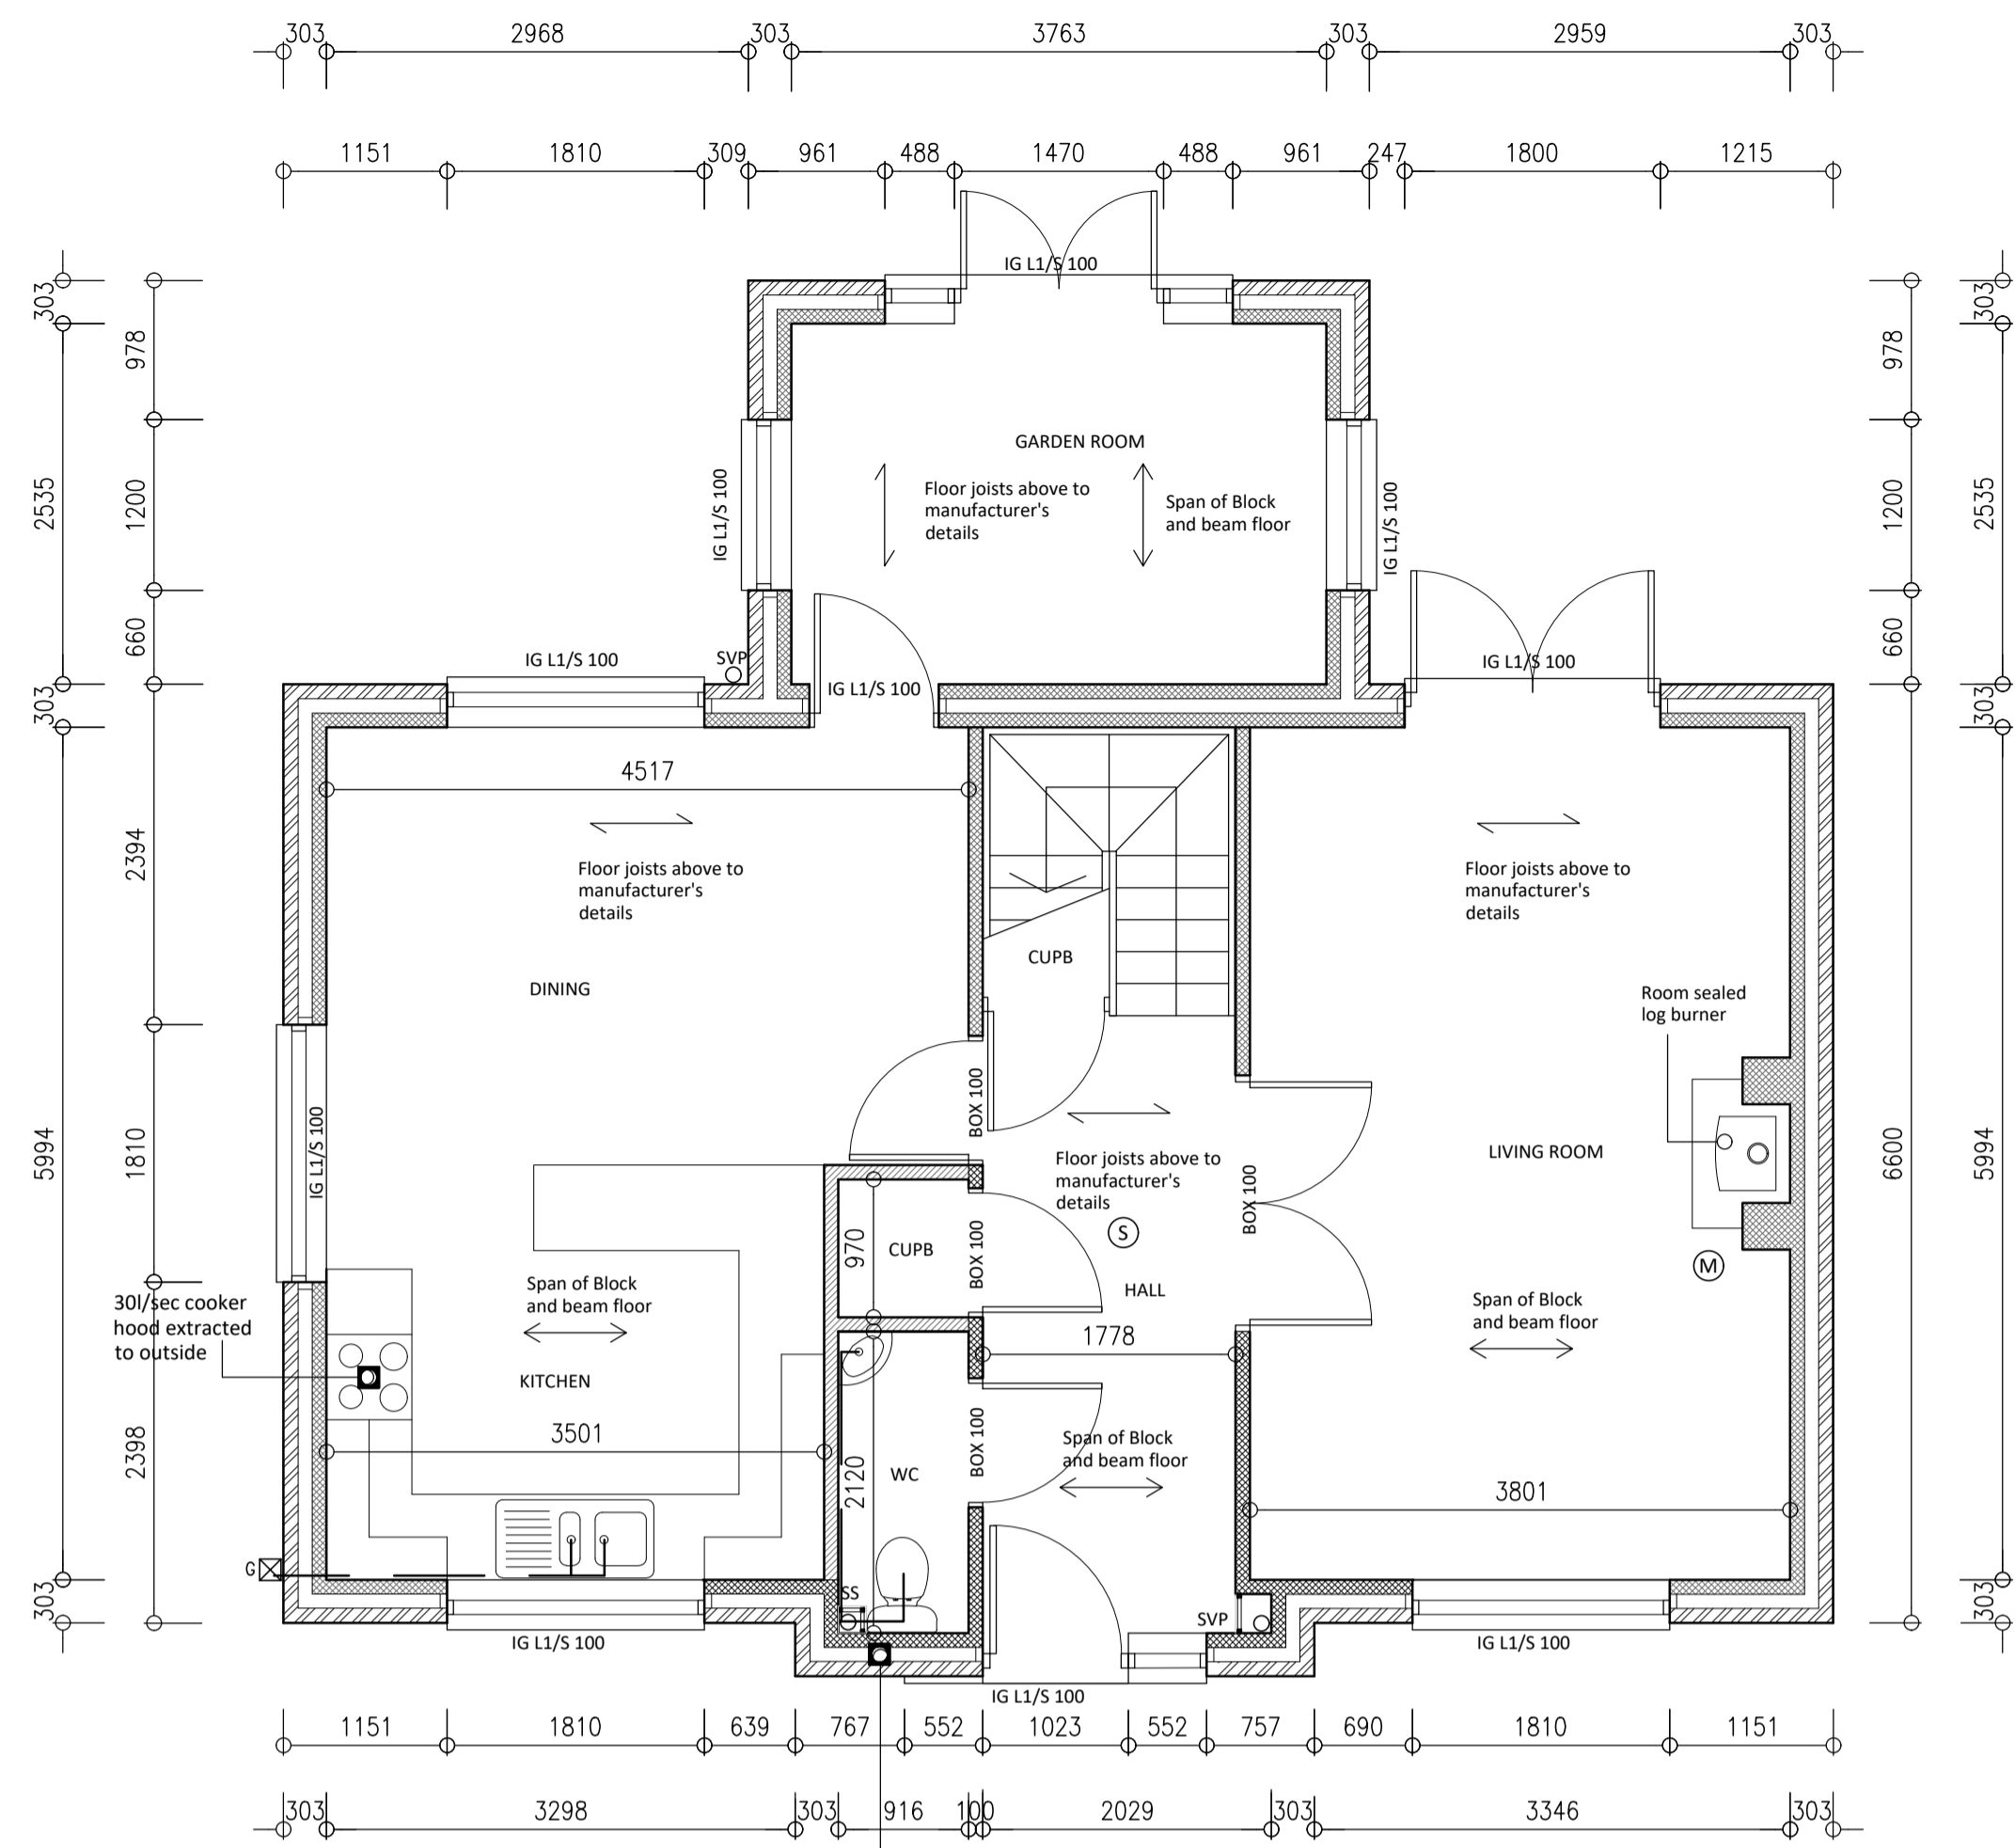 303 2968 303 3763 303 2959 303
1151 1810 309 961 488 1470 488 961 247 1800 1215
IG L1/S 100
303
303
978
978
GARDEN ROOM
2535
1200
IG L1/S 100
Floor joists above to
manufacturer's
details
Span of Block
and beam floor
IG L1/S 100
1200
2535
660
660
IG L1/S 100
SVP
IG L1/S 100
IG L1/S 100
303
303
4517
2394
Floor joists above to
manufacturer's
details
Floor joists above to
manufacturer's
details
CUPB
DINING
Room sealed
log burner
5994
1810
IG L1/S 100
BOX 100
Floor joists above to
manufacturer's
details
LIVING ROOM
6600
5994
BOX 100
970
CUPB
BOX 100
S
HALL
M
30l/sec cooker
hood extracted
to outside
Span of Block
and beam floor
Span of Block
and beam floor
1778
KITCHEN
3501
2398
2120
WC
BOX 100
Span of Block
and beam floor
3801
G
SS
SVP
303
303
IG L1/S 100
IG L1/S 100
IG L1/S 100
1151 1810 639 767 552 1023 552 757 690 1810 1151
303 3298 303 916 100 2029 303 3346 303